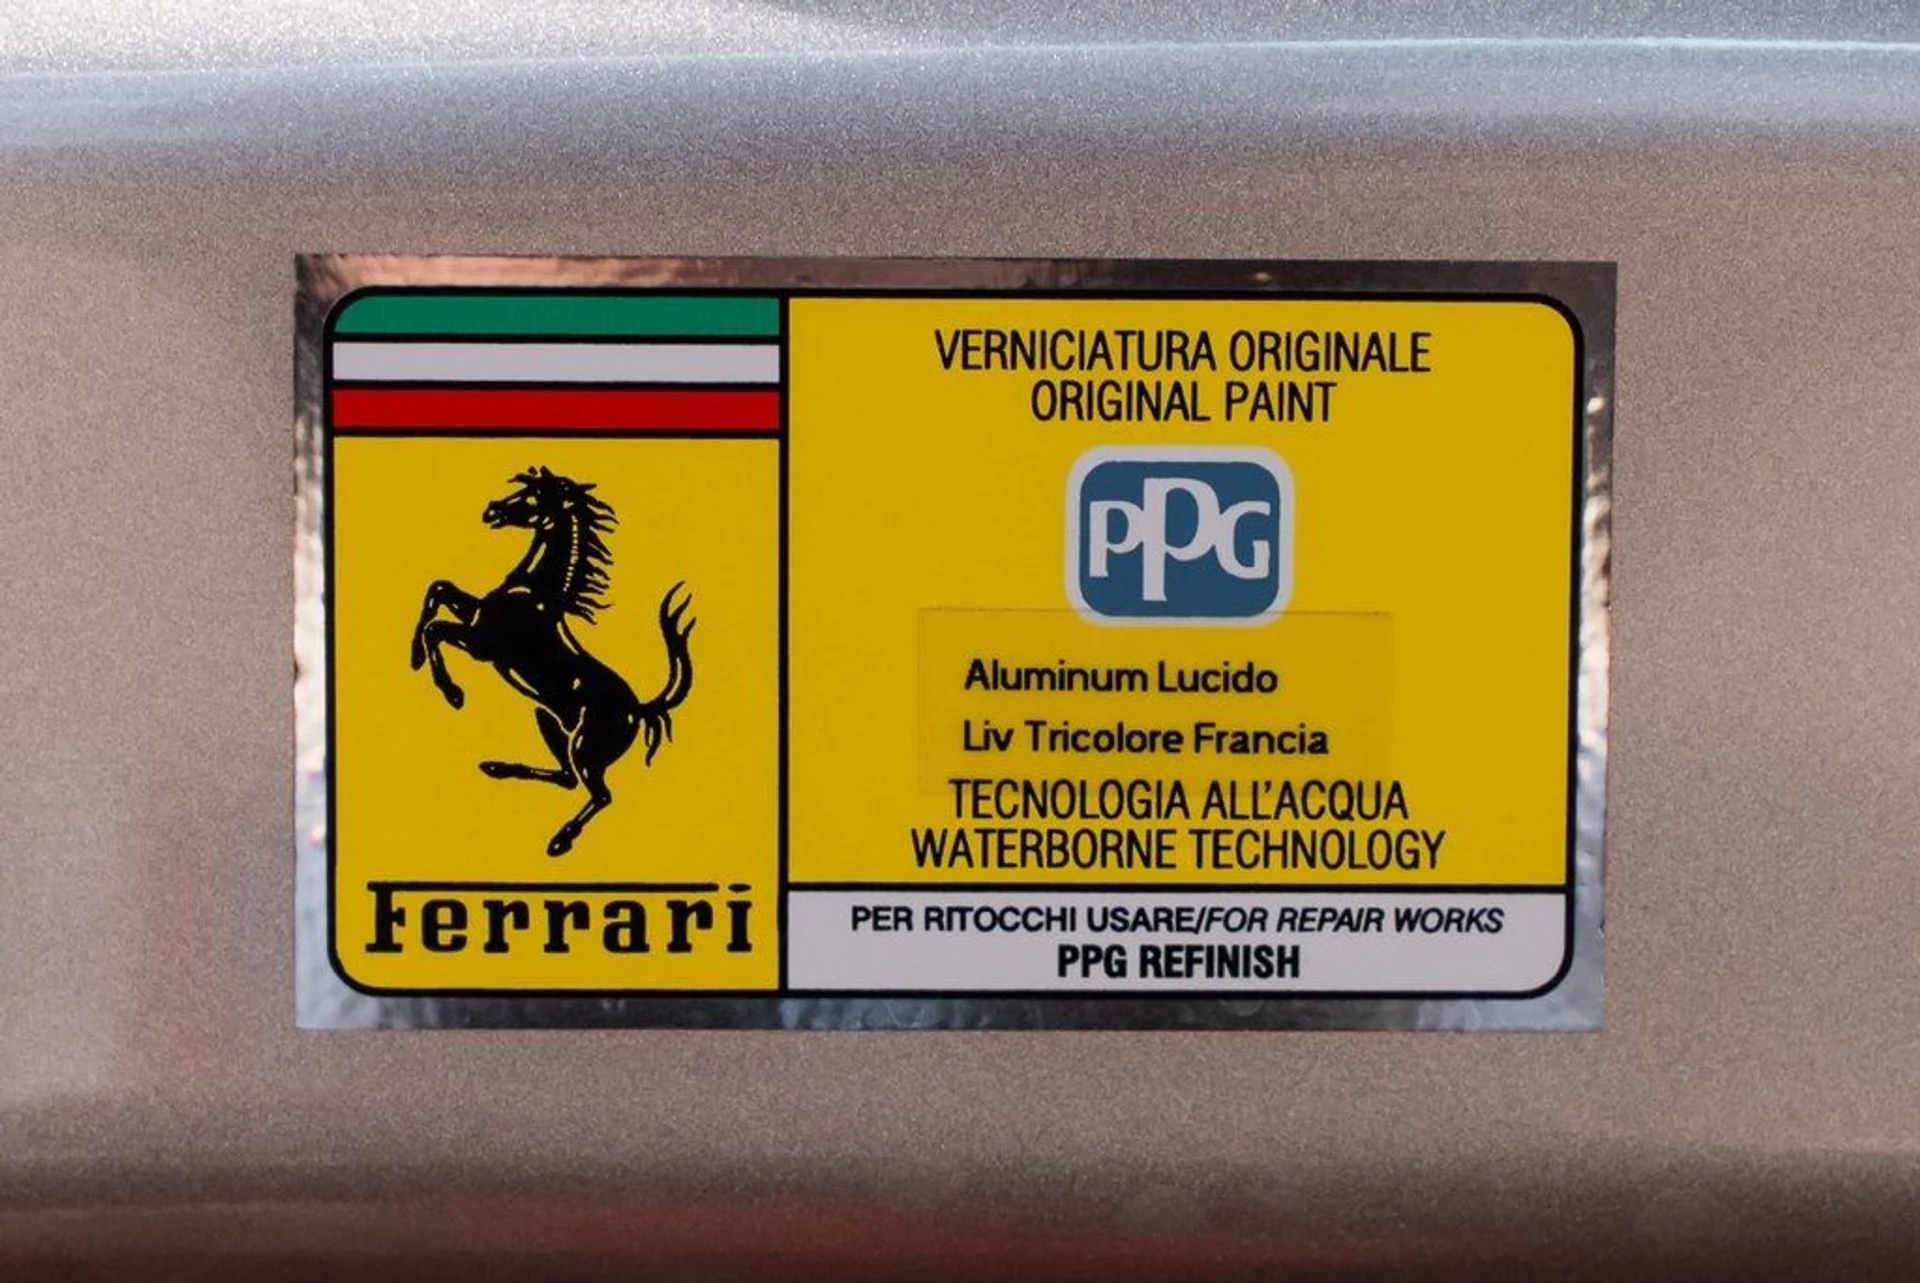 Ferrari
VERNICIATURA ORIGINALE
ORIGINAL PAINT
PPG
Aluminum Lucido
Liv Tricolore Francia
TECNOLOGIA ALL'ACQUA
WATERBORNE TECHNOLOGY
PER RITOCCHI USARE/FOR REPAIR WORKS
PPG REFINISH